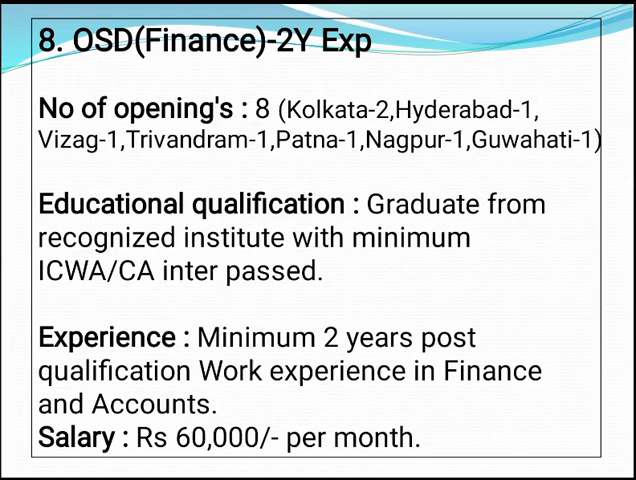 8. OSD(Finance)-2Y Exp
No of opening's : 8 (Kolkata-2,Hyderabad-1,
Vizag-1,Trivandram-1,Patna-1,Nagpur-1,Guwahati-1)
Educational qualification : Graduate from
recognized institute with minimum
ICWA/CA inter passed.
Experience : Minimum 2 years post
qualification Work experience in Finance
and Accounts.
Salary : Rs 60,000/- per month.